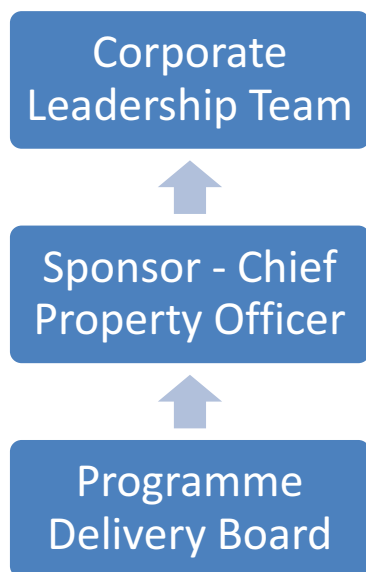 Corporate
Leadership Team
Sponsor - Chief
Property Officer
Programme
Delivery Board